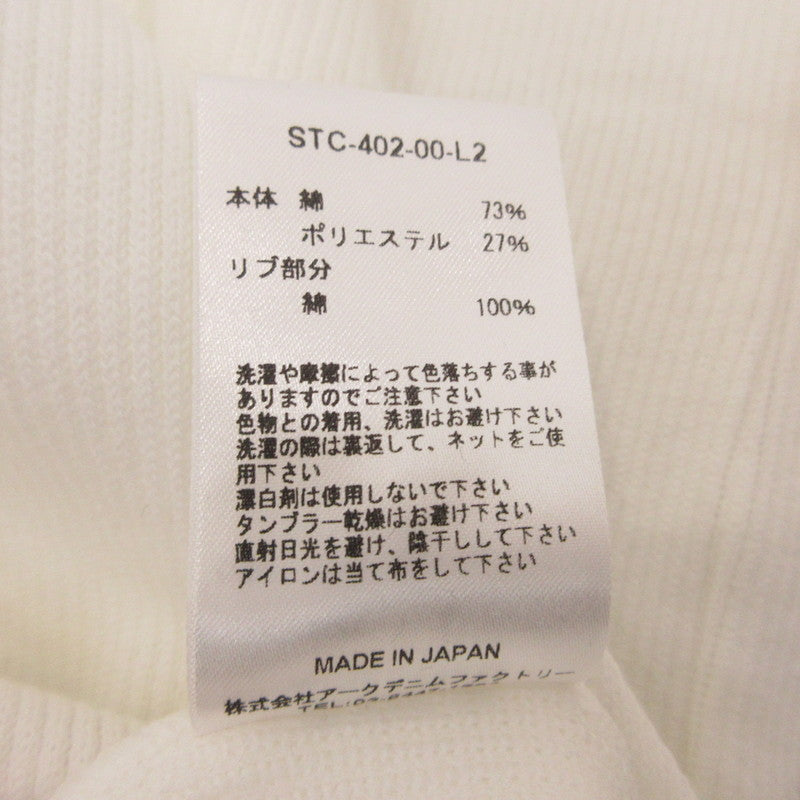 STC-402-00-L2
本体 綿 73%
ポリエステル 27%
リブ部分
綿 100%
洗濯や摩擦によって色落ちする事が
ありますのでご注意下さい
色物との着用、洗濯はお避け下さい
洗濯の際は裏返して、ネットをご使
用下さい
漂白剤は使用しないで下さい
タンブラー乾燥はお避け下さい
直射日光を避け、陰干しして下さい
アイロンは当て布をして下さい
MADE IN JAPAN
株式会社アークデニムファクトリー